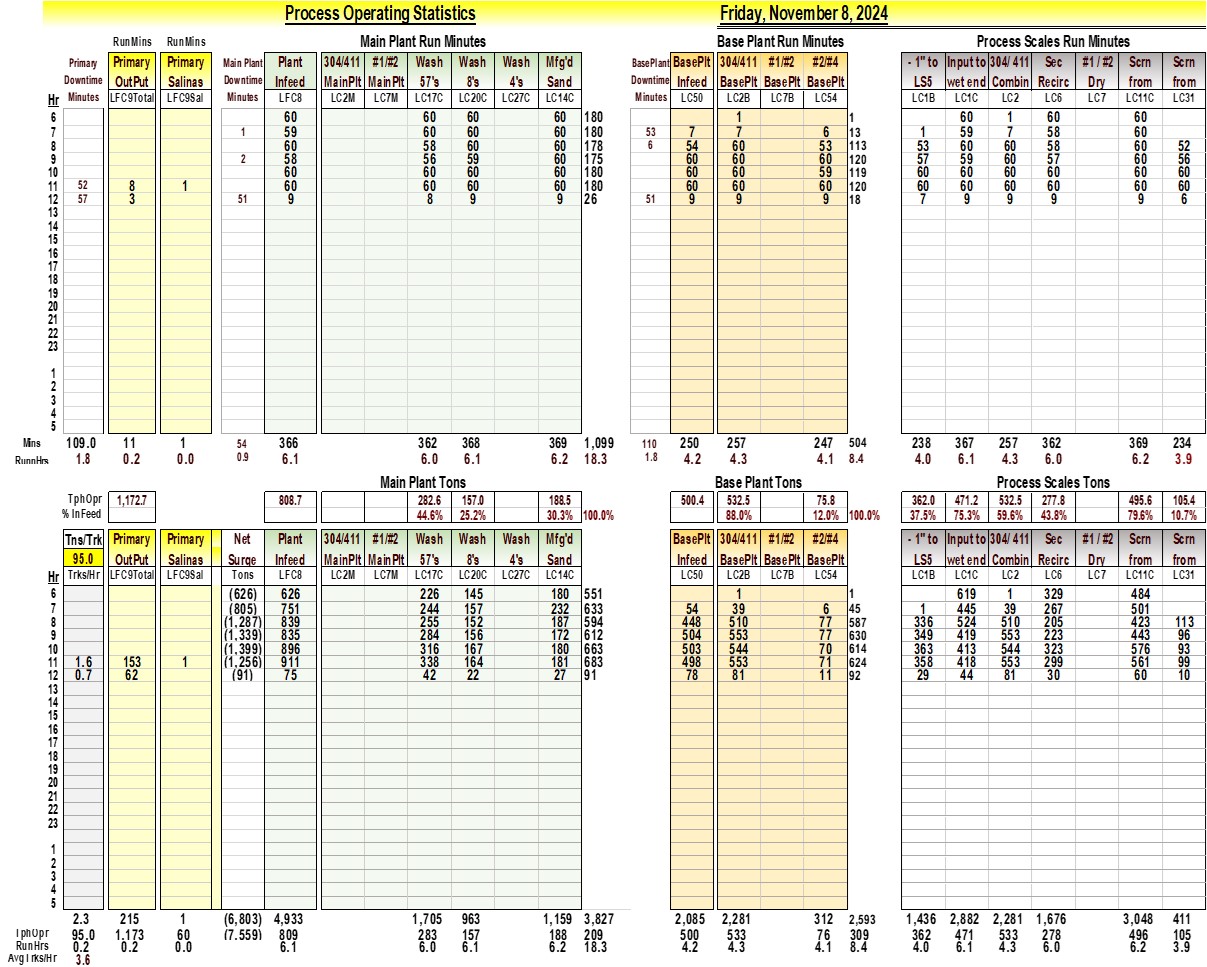 Process Operating Statistics Friday, November 8, 2024
RunMins RunMins Main Plant Run Minutes Base Plant Run Minutes Process Scales Run Minutes
Primary Primary Primary Main Plant Plant 304/411 #1/#2 Wash Wash Wash Mfg'd BasePlant BasePlt 304/411 #1/#2 #2/#4 - 1" to Input to 304/ 411 Sec #1 / #2 Scrn Scrn
Downtime OutPut Salinas Downtime Infeed MainPlt MainPlt 57's 8's 4's Sand Downtime Infeed BasePlt BasePlt BasePlt LS5 wet end Combin Recirc Dry from from
Hr Minutes LFC9Total LFC9Sal Minutes LFC8 LC2M LC7M LC17C LC20C LC27C LC14C Minutes LC50 LC2B LC7B LC54 LC1B LC1C LC2 LC6 LC7 LC11C LC31
6 60 60 60 60 180 1 1 60 1 60 60
7 1 59 60 60 60 180 53 7 7 6 13 1 59 7 58 60
8 60 58 60 60 178 6 54 60 53 113 53 60 60 58 60 52
9 2 58 56 59 60 175 60 60 60 120 57 59 60 57 60 56
10 60 60 60 60 180 60 60 59 119 60 60 60 60 60 60
11 52 8 1 60 60 60 60 180 60 60 60 120 60 60 60 60 60 60
12 57 3 51 9 8 9 9 26 51 9 9 9 18 7 9 9 9 9 6
13
14
15
16
17
18
19
20
21
22
23
1
2
3
4
5
Mins 109.0 11 1 54 366 362 368 369 1,099 110 250 257 247 504 238 367 257 362 369 234
RunnHrs 1.8 0.2 0.0 0.9 6.1 6.0 6.1 6.2 18.3 1.8 4.2 4.3 4.1 8.4 4.0 6.1 4.3 6.0 6.2 3.9
Main Plant Tons Base Plant Tons Process Scales Tons
TphOpr 1,172.7 808.7 282.6 157.0 188.5 500.4 532.5 75.8 362.0 471.2 532.5 277.8 495.6 105.4
% InFeed 44.6% 25.2% 30.3% 100.0% 88.0% 12.0% 100.0% 37.5% 75.3% 59.6% 43.8% 79.6% 10.7%
Tns/Trk Primary Primary Net Plant 304/411 #1/#2 Wash Wash Wash Mfg'd BasePlt 304/411 #1/#2 #2/#4 - 1" to Input to 304/ 411 Sec #1 / #2 Scrn Scrn
95.0 OutPut Salinas Surge Infeed MainPlt MainPlt 57's 8's 4's Sand Infeed BasePlt BasePlt BasePlt LS5 wet end Combin Recirc Dry from from
Hr Trks/Hr LFC9Total LFC9Sal Tons LFC8 LC2M LC7M LC17C LC20C LC27C LC14C LC50 LC2B LC7B LC54 LC1B LC1C LC2 LC6 LC7 LC11C LC31
6 (626) 626 226 145 180 551 1 1 619 1 329 484
7 (805) 751 244 157 232 633 54 39 6 45 1 445 39 267 501
8 (1,287) 839 255 152 187 594 448 510 77 587 336 524 510 205 423 113
9 (1,339) 835 284 156 172 612 504 553 77 630 349 419 553 223 443 96
10 (1,399) 896 316 167 180 663 503 544 70 614 363 413 544 323 576 93
11 1.6 153 1 (1,256) 911 338 164 181 683 498 553 71 624 358 418 553 299 561 99
12 0.7 62 (91) 75 42 22 27 91 78 81 11 92 29 44 81 30 60 10
13
14
15
16
17
18
19
20
21
22
23
1
2
3
4
5
2.3 215 1 (6,803) 4,933 1,705 963 1,159 3,827 2,085 2,281 312 2,593 1,436 2,882 2,281 1,676 3,048 411
TphOpr 95.0 1,173 60 (7,559) 809 283 157 188 209 500 533 76 309 362 471 533 278 496 105
RunHrs 0.2 0.2 0.0 6.1 6.0 6.1 6.2 18.3 4.2 4.3 4.1 8.4 4.0 6.1 4.3 6.0 6.2 3.9
AvgTrks/Hr 3.6